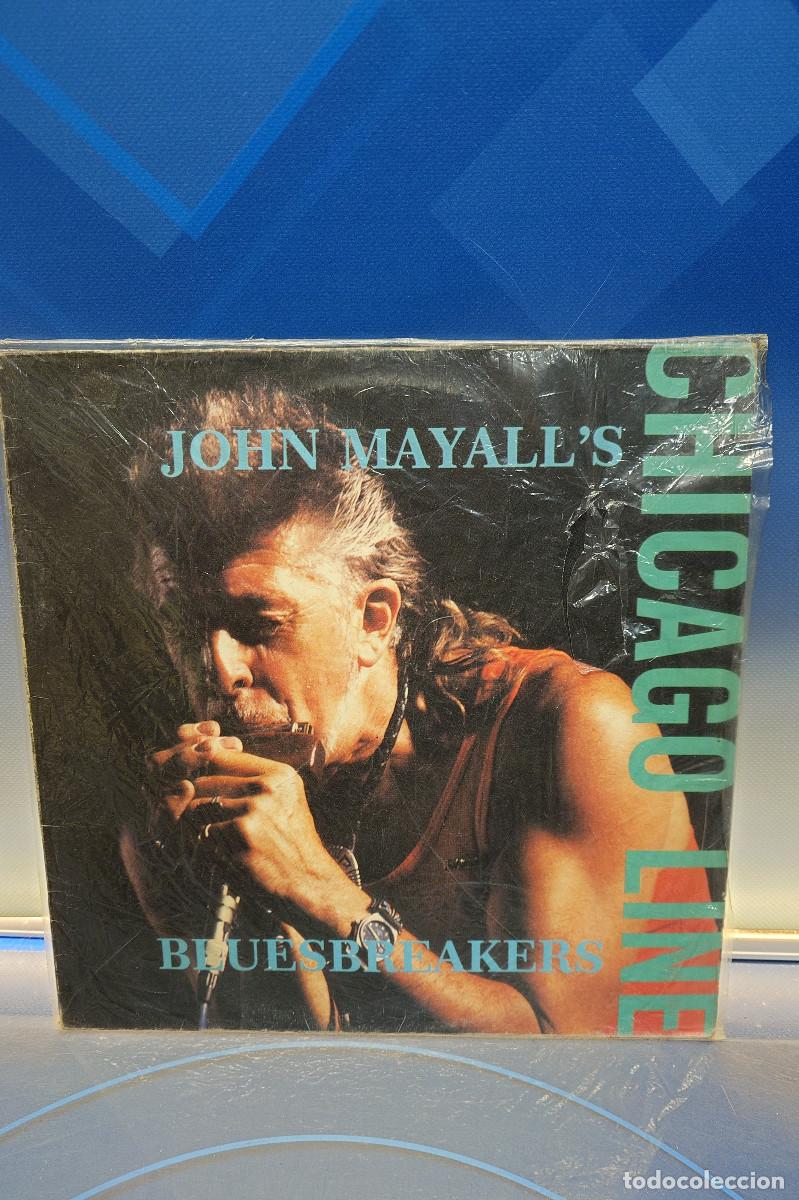 JOHN MAYALL'S
BLUESBREAKERS
CHICAGO LINE
todocoleccion